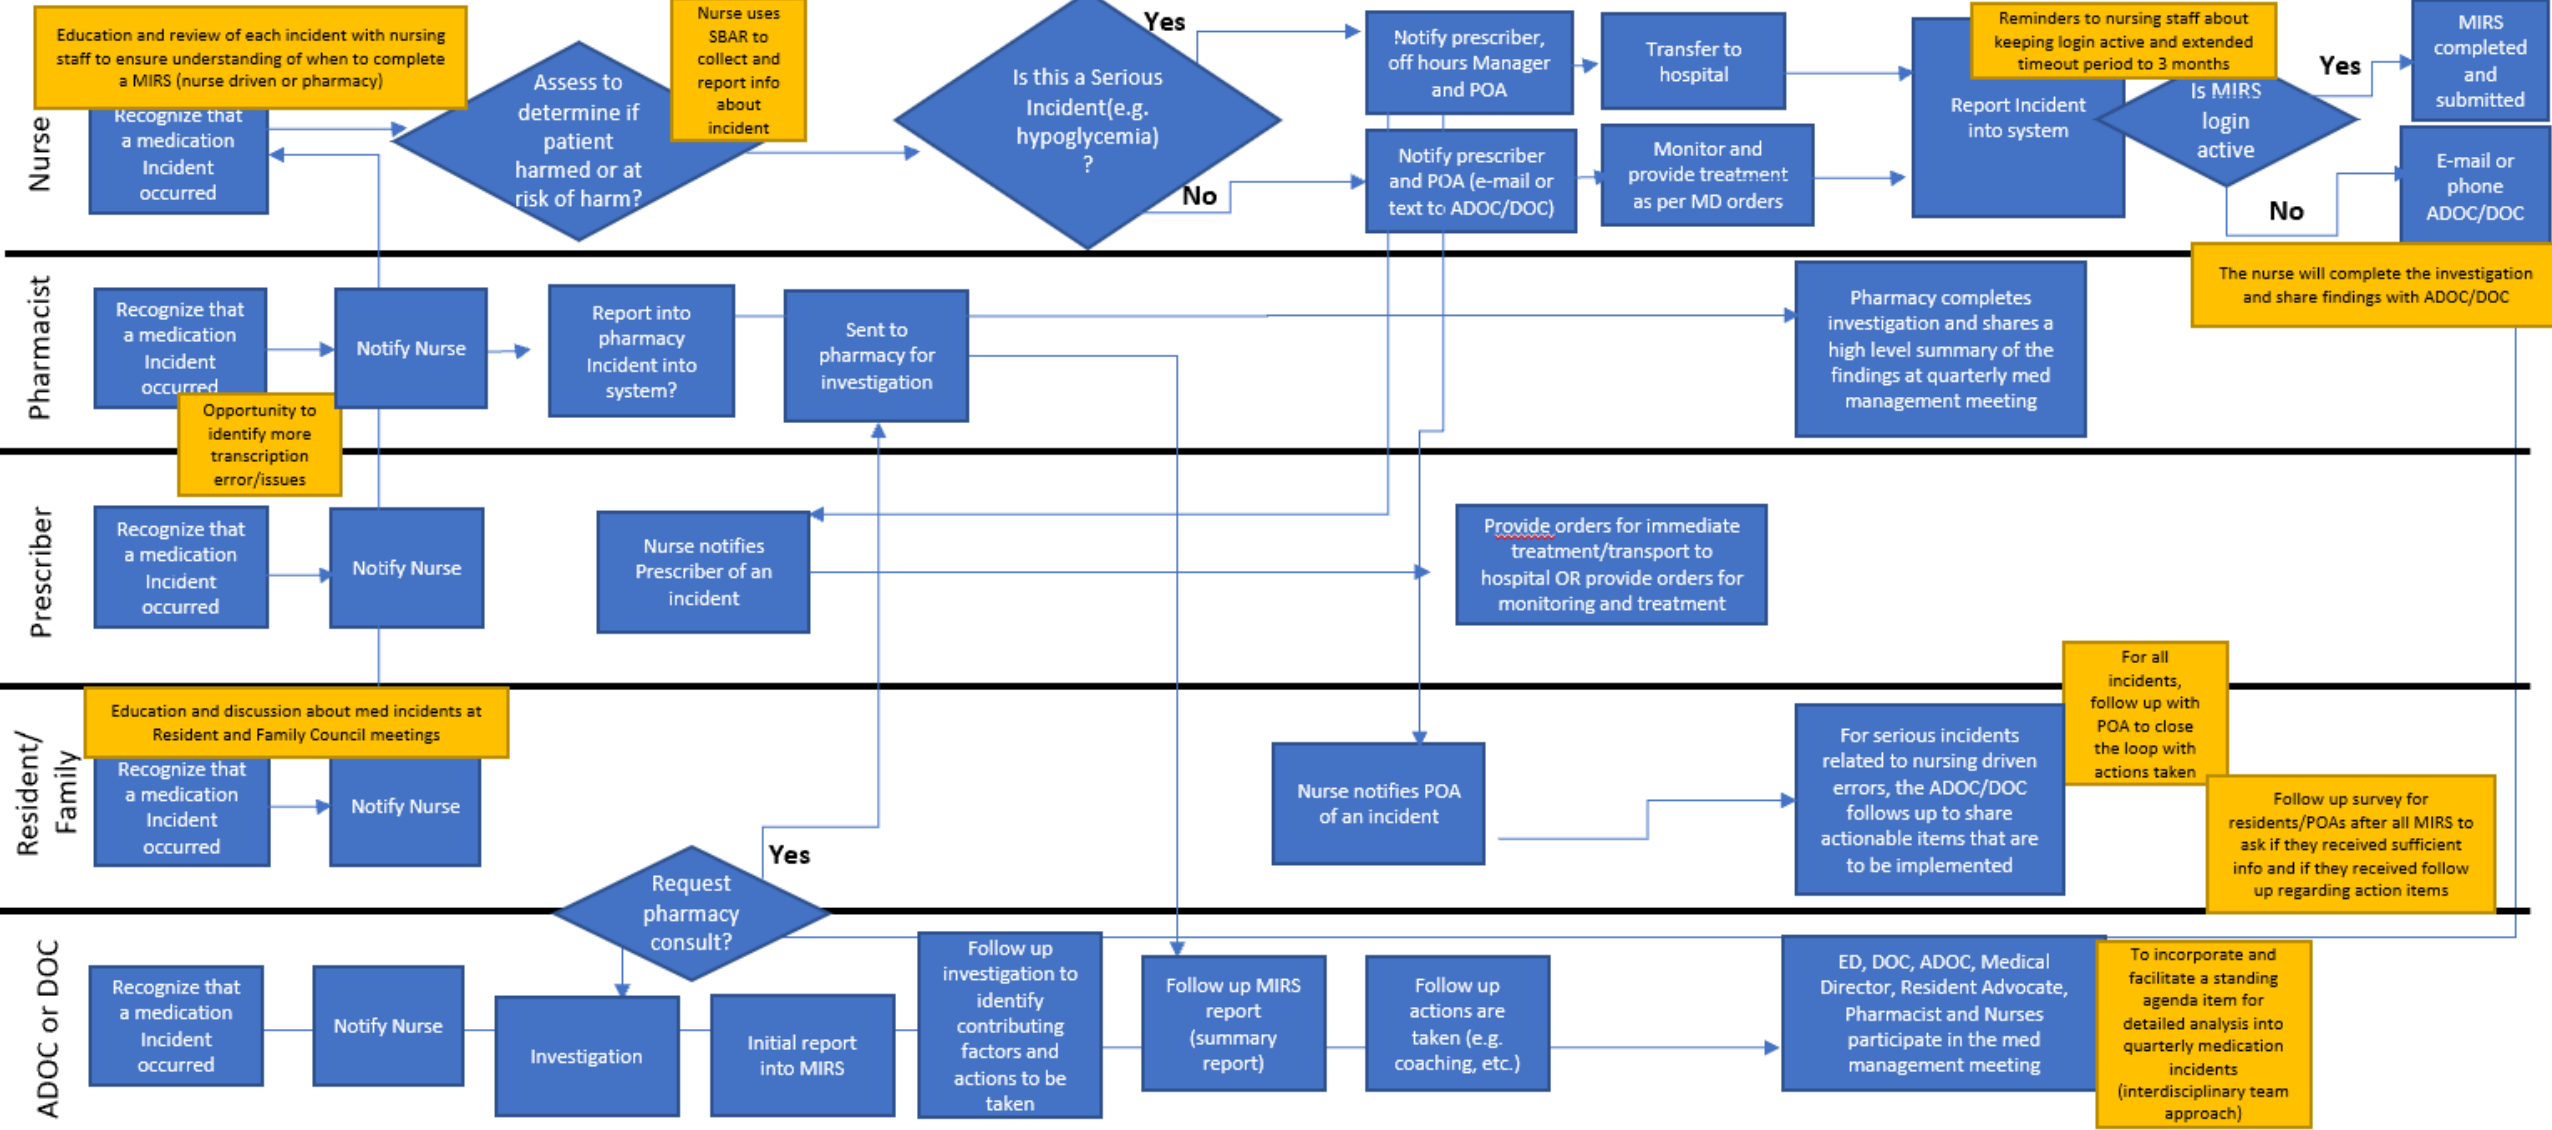 Education and review of each incident with nursing
staff to ensure understanding of when to complete
a MIRS (nurse driven or pharmacy)
Nurse
Recognize that
a medication
Incident
occurred
Assess to
determine if
patient
harmed or at
risk of harm?
Nurse uses
SBAR to
collect and
report info
about
incident
Is this a Serious
Incident(e.g.
hypoglycemia)
?
Yes
No
Notify prescriber,
off hours Manager
and POA
Transfer to
hospital
Notify prescriber
and POA (e-mail or
text to ADOC/DOC)
Monitor and
provide treatment
as per MD orders
Report Incident
into system
Reminders to nursing staff about
keeping login active and extended
timeout period to 3 months
Is MIRS
login
active
Yes
No
MIRS
completed
and
submitted
E-mail or
phone
ADOC/DOC
The nurse will complete the investigation
and share findings with ADOC/DOC
Pharmacist
Recognize that
a medication
Incident
occurred
Notify Nurse
Report into
pharmacy
Incident into
system?
Sent to
pharmacy for
investigation
Pharmacy completes
investigation and shares a
high level summary of the
findings at quarterly med
management meeting
Opportunity to
identify more
transcription
error/issues
Prescriber
Recognize that
a medication
Incident
occurred
Notify Nurse
Nurse notifies
Prescriber of an
incident
Provide orders for immediate
treatment/transport to
hospital OR provide orders for
monitoring and treatment
Resident/
Family
Education and discussion about med incidents at
Resident and Family Council meetings
Recognize that
a medication
Incident
occurred
Notify Nurse
Nurse notifies POA
of an incident
For serious incidents
related to nursing driven
errors, the ADOC/DOC
follows up to share
actionable items that are
to be implemented
For all
incidents,
follow up with
POA to close
the loop with
actions taken
Follow up survey for
residents/POAs after all MIRS to
ask if they received sufficient
info and if they received follow
up regarding action items
ADOC or DOC
Recognize that
a medication
Incident
occurred
Notify Nurse
Request
pharmacy
consult?
Yes
Investigation
Initial report
into MIRS
Follow up
investigation to
identify
contributing
factors and
actions to be
taken
Follow up MIRS
report
(summary
report)
Follow up
actions are
taken (e.g.
coaching, etc.)
ED, DOC, ADOC, Medical
Director, Resident Advocate,
Pharmacist and Nurses
participate in the med
management meeting
To incorporate and
facilitate a standing
agenda item for
detailed analysis into
quarterly medication
incidents
(interdisciplinary team
approach)